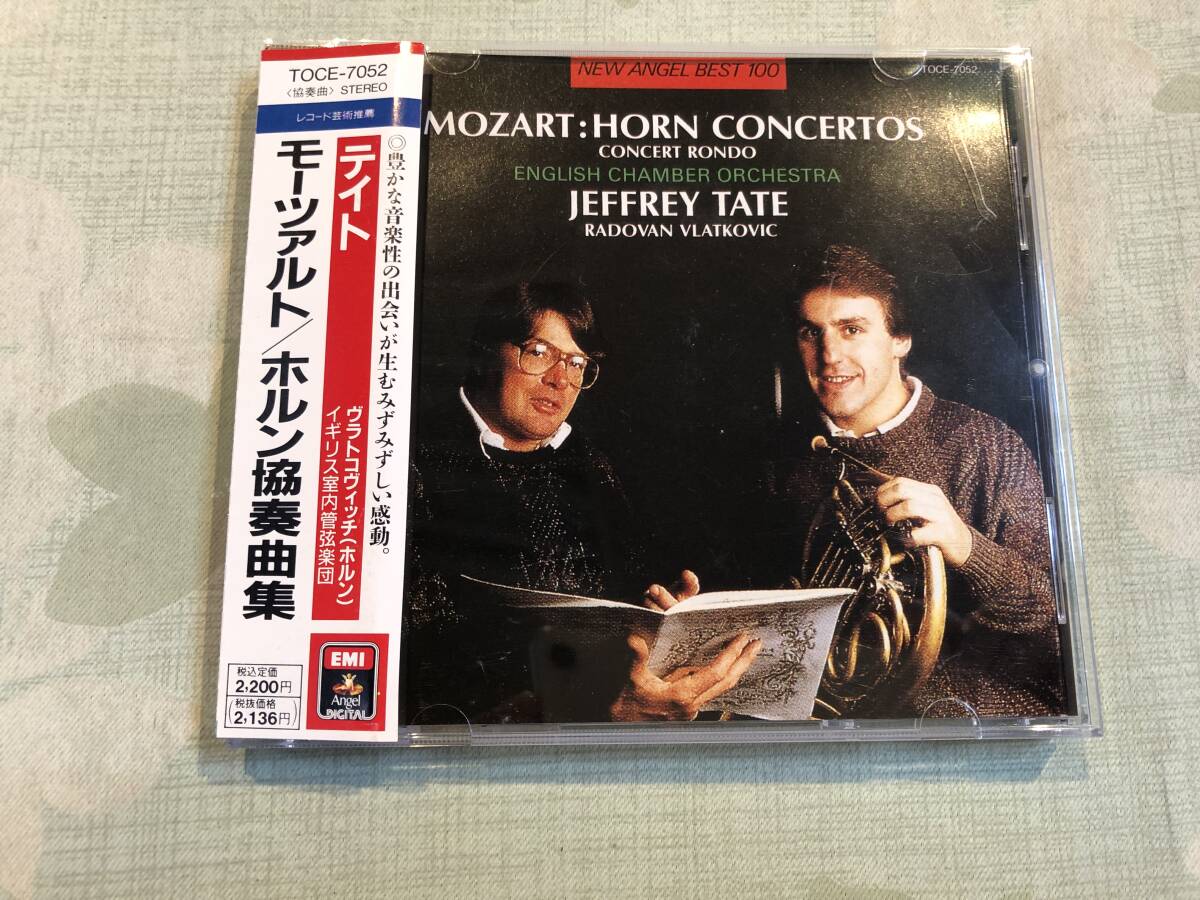 TOCE-7052
〈協奏曲〉 STEREO
レコード芸術推薦
◎豊かな音楽性の出会いが生むみずみずしい感動。
テイト
ヴラトコヴィッチ(ホルン)
イギリス室内管弦楽団
モーツァルト/ホルン協奏曲集
税込定価
2,200円
(税抜価格
2,136円)
EMI
Angel
DIGITAL
NEW ANGEL BEST 100
TOCE-7052
MOZART:HORN CONCERTOS
CONCERT RONDO
ENGLISH CHAMBER ORCHESTRA
JEFFREY TATE
RADOVAN VLATKOVIC